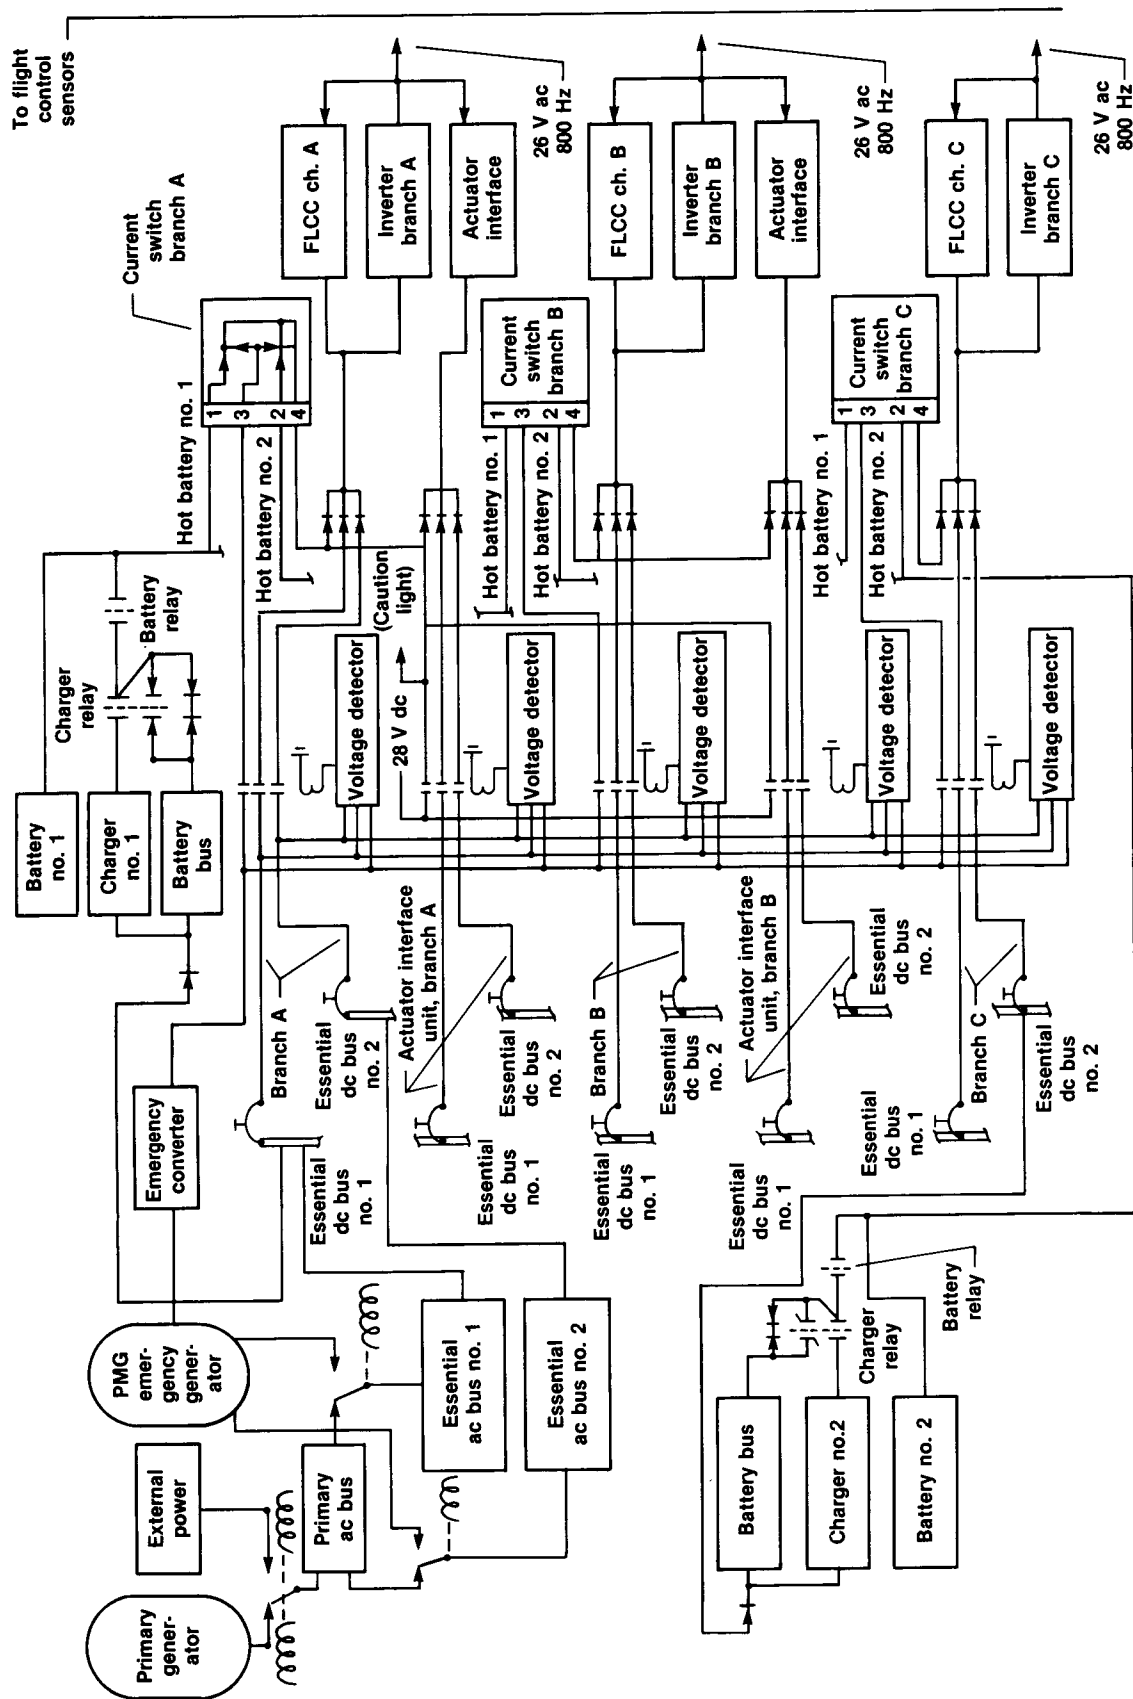 Primary
gener-
ator
External
power
PMG
emer-
gency
gener-
ator
Primary
ac bus
Essential
ac bus no. 1
Essential
ac bus no. 2
Emergency
converter
Battery
no. 1
Charger
no. 1
Battery
bus
Charger
relay
Battery
relay
Hot battery no. 1
Hot battery no. 2
1
3
2
4
Current
switch
branch A
To flight
control
sensors
Essential
dc bus
no. 1
Branch A
Essential
dc bus
no. 2
Voltage detector
FLCC ch. A
Inverter
branch A
Actuator
interface
26 V ac
800 Hz
28 V dc
(Caution
light)
Essential
dc bus
no. 1
Actuator interface
unit, branch A
Essential
dc bus
no. 2
Voltage detector
Hot battery no. 1
Hot battery no. 2
1
3
2
4
Current
switch
branch B
Essential
dc bus
no. 1
Branch B
Essential
dc bus
no. 2
Voltage detector
FLCC ch. B
Inverter
branch B
Actuator
interface
26 V ac
800 Hz
Essential
dc bus
no. 1
Actuator interface
unit, branch B
Essential
dc bus
no. 2
Voltage detector
Hot battery no. 1
Hot battery no. 2
1
3
2
4
Current
switch
branch C
Essential
dc bus
no. 1
Branch C
Essential
dc bus
no. 2
Voltage detector
FLCC ch. C
Inverter
branch C
26 V ac
800 Hz
Battery bus
Charger no.2
Battery no. 2
Charger
relay
Battery
relay